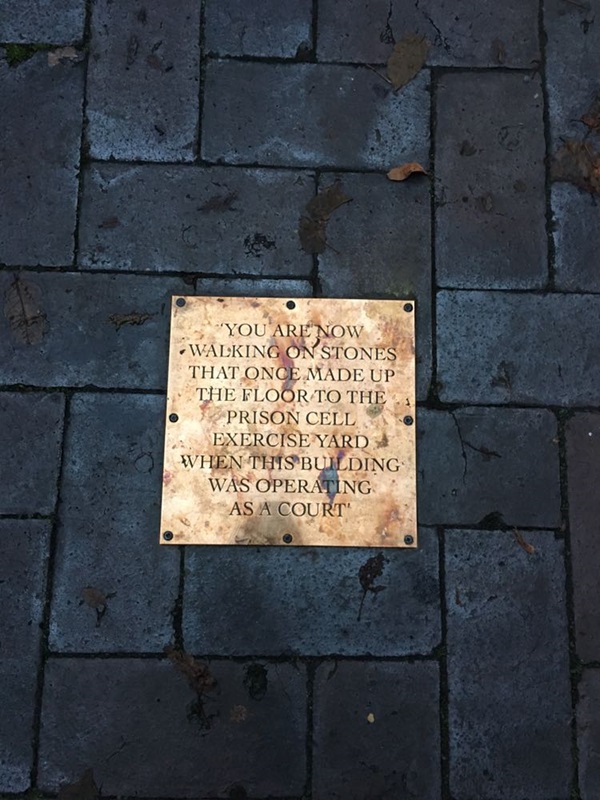 'YOU ARE NOW
WALKING ON STONES
THAT ONCE MADE UP
THE FLOOR TO THE
PRISON CELL
EXERCISE YARD
WHEN THIS BUILDING
WAS OPERATING
AS A COURT'